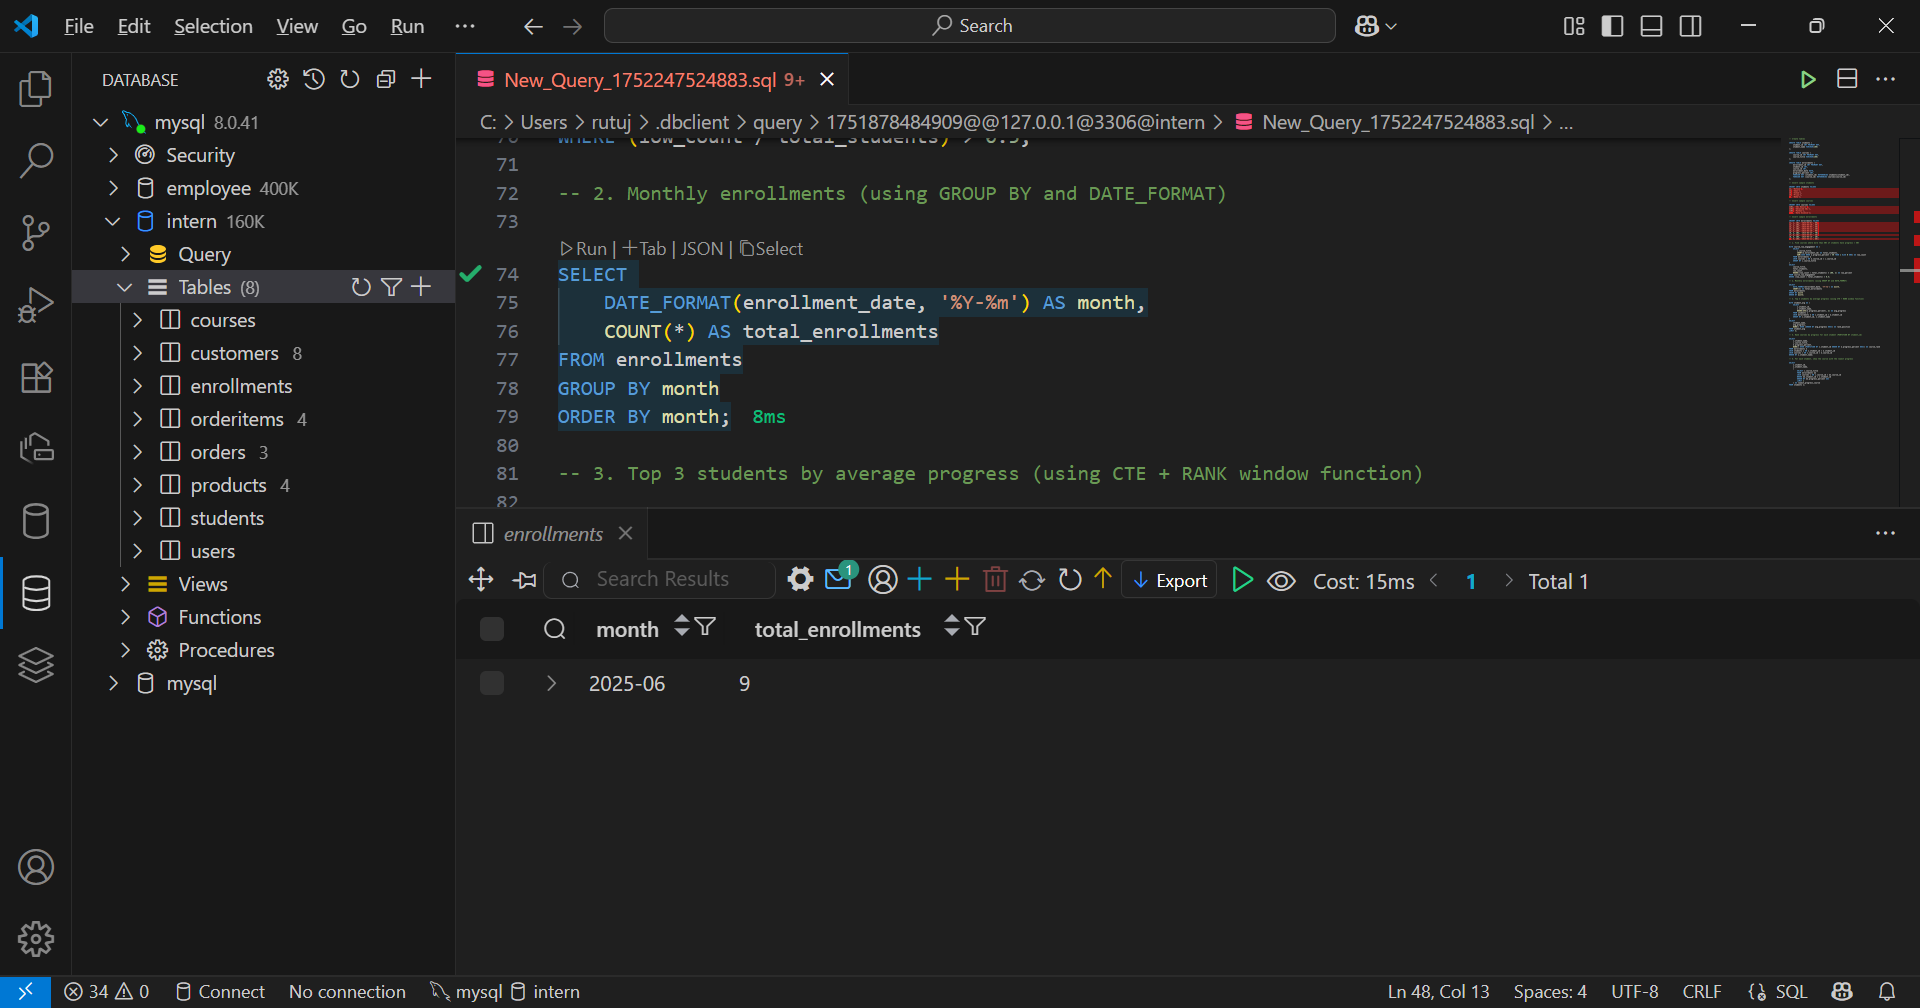 File Edit Selection View Go Run ··· Search
DATABASE
mysql 8.0.41
Security
employee 400K
intern 160K
Query
Tables (8)
courses
customers 8
enrollments
orderitems 4
orders 3
products 4
students
users
Views
Functions
Procedures
mysql
New_Query_1752247524883.sql 9+
C: > Users > rutuj > .dbclient > query > 1751878484909@@127.0.0.1@3306@intern > New_Query_1752247524883.sql > ...
70 WHERE (low_count / total_students) > 0.5;
71
72 -- 2. Monthly enrollments (using GROUP BY and DATE_FORMAT)
73
Run | Tab | JSON | Select
74 SELECT
75 DATE_FORMAT(enrollment_date, '%Y-%m') AS month,
76 COUNT(*) AS total_enrollments
77 FROM enrollments
78 GROUP BY month
79 ORDER BY month; 8ms
80
81 -- 3. Top 3 students by average progress (using CTE + RANK window function)
82
enrollments
Search Results 1 Export Cost: 15ms < 1 > Total 1
month total_enrollments
2025-06 9
34 0 Connect No connection mysql intern Ln 48, Col 13 Spaces: 4 UTF-8 CRLF SQL